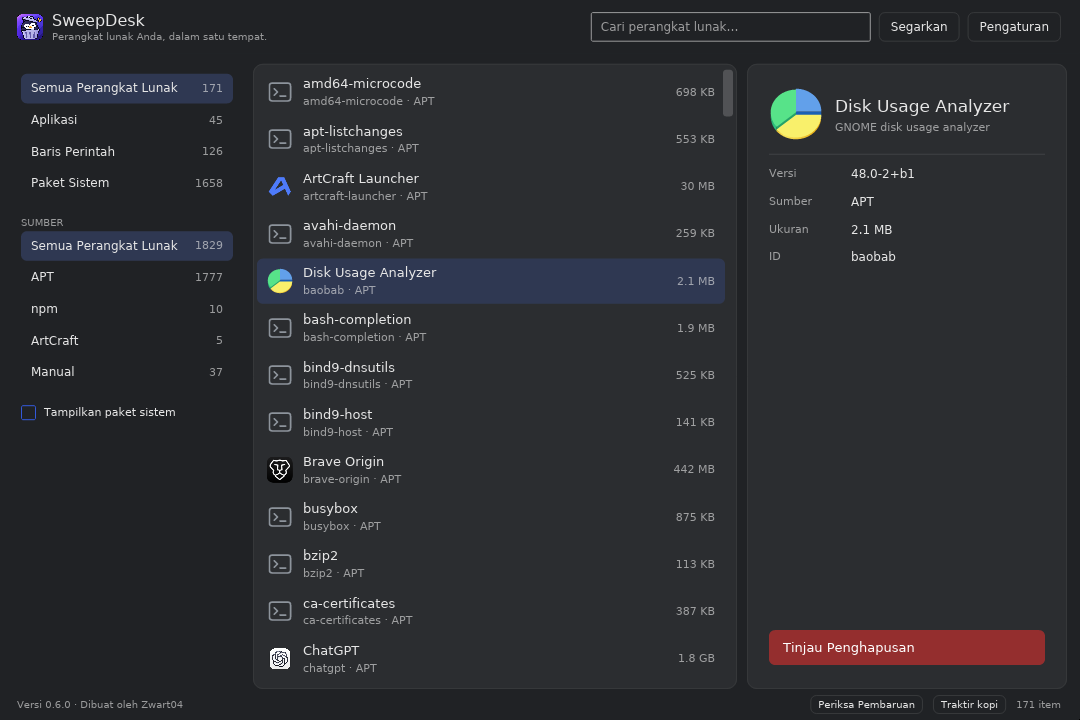 SweepDesk
Perangkat lunak Anda, dalam satu tempat.
Cari perangkat lunak...
Segarkan
Pengaturan
Semua Perangkat Lunak 171
Aplikasi 45
Baris Perintah 126
Paket Sistem 1658
SUMBER
Semua Perangkat Lunak 1829
APT 1777
npm 10
ArtCraft 5
Manual 37
Tampilkan paket sistem
amd64-microcode
amd64-microcode · APT
698 KB
apt-listchanges
apt-listchanges · APT
553 KB
ArtCraft Launcher
artcraft-launcher · APT
30 MB
avahi-daemon
avahi-daemon · APT
259 KB
Disk Usage Analyzer
baobab · APT
2.1 MB
bash-completion
bash-completion · APT
1.9 MB
bind9-dnsutils
bind9-dnsutils · APT
525 KB
bind9-host
bind9-host · APT
141 KB
Brave Origin
brave-origin · APT
442 MB
busybox
busybox · APT
875 KB
bzip2
bzip2 · APT
113 KB
ca-certificates
ca-certificates · APT
387 KB
ChatGPT
chatgpt · APT
1.8 GB
Disk Usage Analyzer
GNOME disk usage analyzer
Versi 48.0-2+b1
Sumber APT
Ukuran 2.1 MB
ID baobab
Tinjau Penghapusan
Versi 0.6.0 · Dibuat oleh Zwart04
Periksa Pembaruan
Traktir kopi
171 item